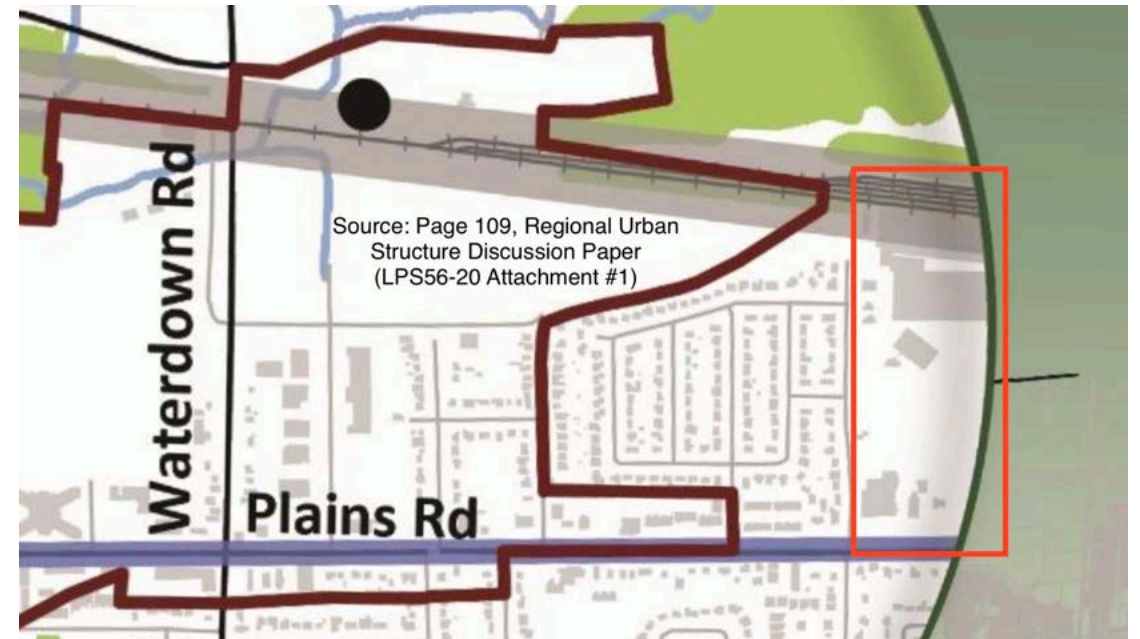 Waterdown Rd
Source: Page 109, Regional Urban
Structure Discussion Paper
(LPS56-20 Attachment #1)
Plains Rd